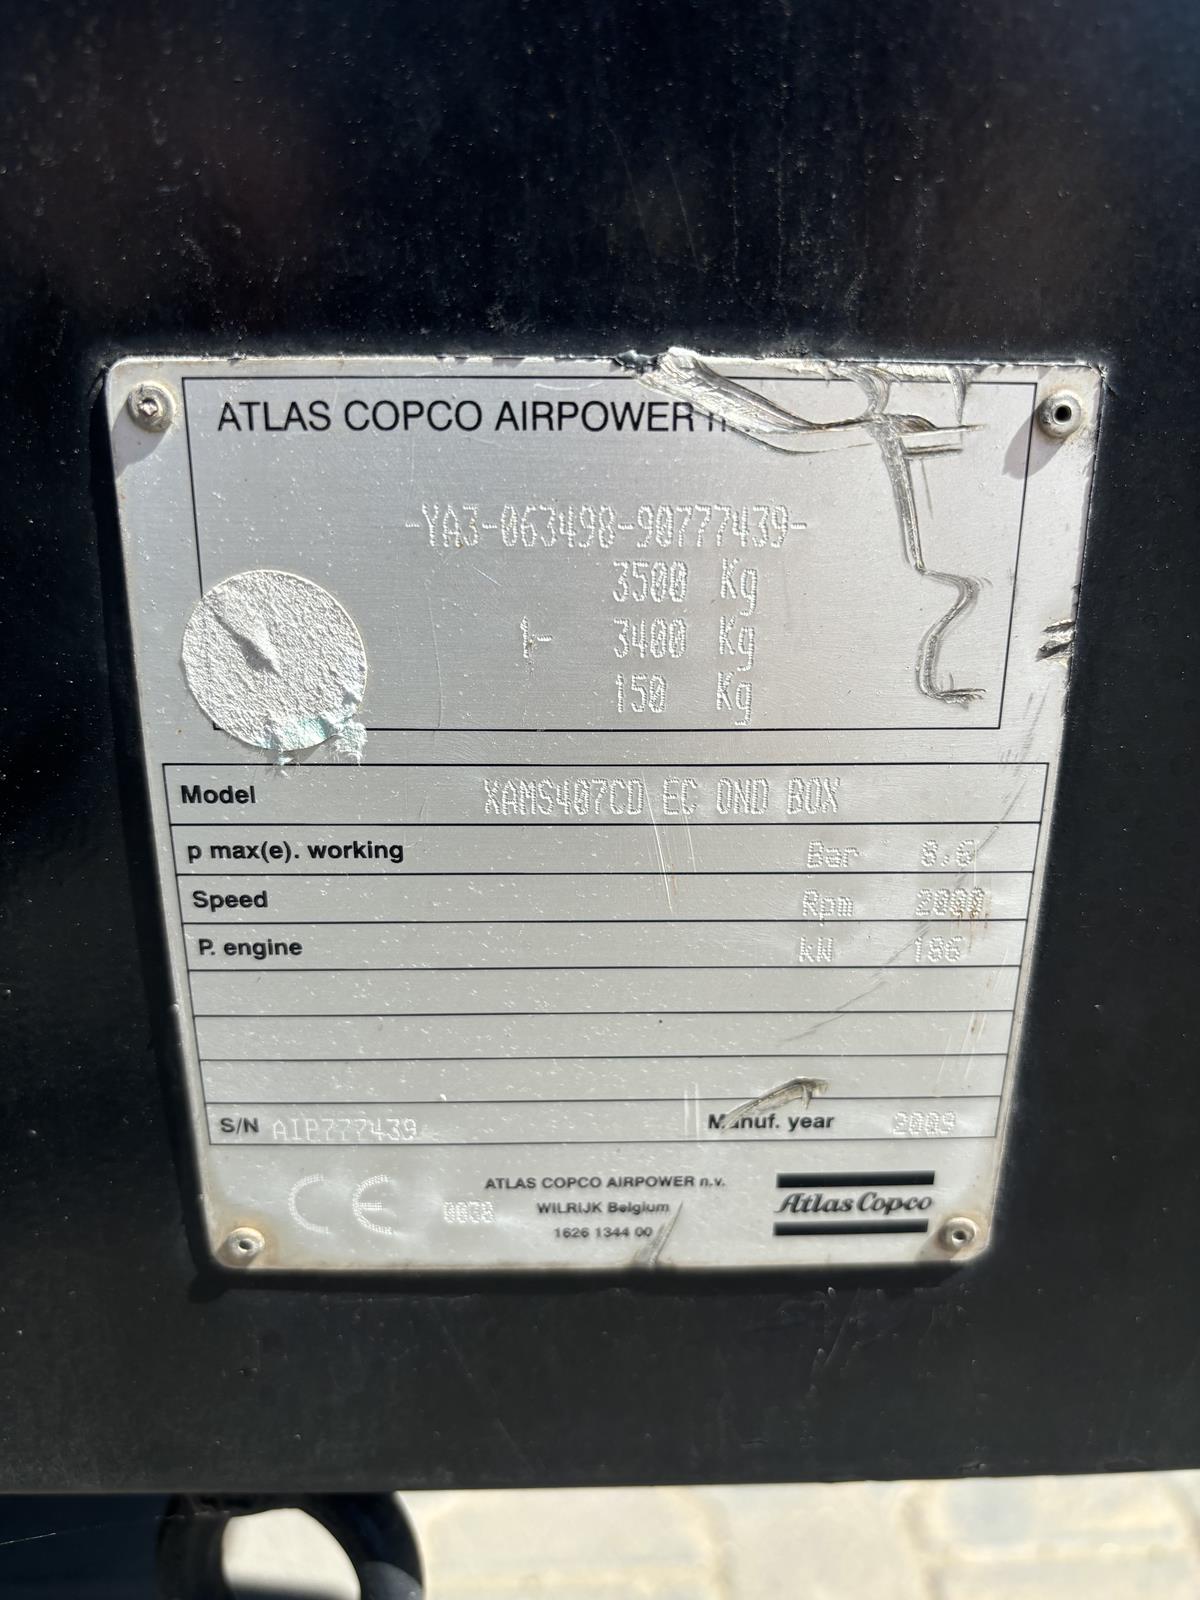 ATLAS COPCO AIRPOWER
-YA3-063498-90777439-
3500 Kg
1- 3400 Kg
150 Kg
Model XAMS407CD EC OND BOX
p max(e). working Bar 8,6
Speed Rpm 2000
P. engine kW 186
S/N AIP777439 Manuf. year 2009
CE 0038 ATLAS COPCO AIRPOWER n.v.
WILRIJK Belgium
1626 1344 00
Atlas Copco